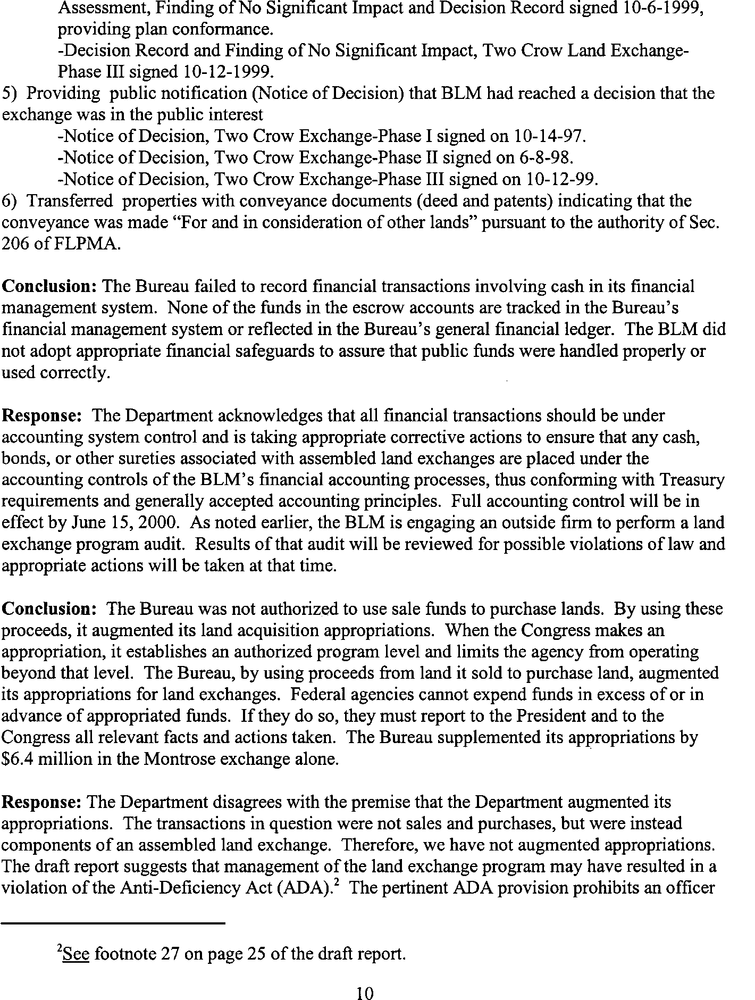 Assessment, Finding of No Significant Impact and Decision Record signed 10-6-1999,
providing plan conformance.
-Decision Record and Finding of No Significant Impact, Two Crow Land Exchange-
Phase III signed 10-12-1999.
5) Providing public notification (Notice of Decision) that BLM had reached a decision that the
exchange was in the public interest
-Notice of Decision, Two Crow Exchange-Phase I signed on 10-14-97.
-Notice of Decision, Two Crow Exchange-Phase II signed on 6-8-98.
-Notice of Decision, Two Crow Exchange-Phase III signed on 10-12-99.
6) Transferred properties with conveyance documents (deed and patents) indicating that the
conveyance was made “For and in consideration of other lands” pursuant to the authority of Sec.
206 of FLPMA.
Conclusion: The Bureau failed to record financial transactions involving cash in its financial
management system. None of the funds in the escrow accounts are tracked in the Bureau’s
financial management system or reflected in the Bureau’s general financial ledger. The BLM did
not adopt appropriate financial safeguards to assure that public funds were handled properly or
used correctly.
Response: The Department acknowledges that all financial transactions should be under
accounting system control and is taking appropriate corrective actions to ensure that any cash,
bonds, or other sureties associated with assembled land exchanges are placed under the
accounting controls of the BLM’s financial accounting processes, thus conforming with Treasury
requirements and generally accepted accounting principles. Full accounting control will be in
effect by June 15, 2000. As noted earlier, the BLM is engaging an outside firm to perform a land
exchange program audit. Results of that audit will be reviewed for possible violations of law and
appropriate actions will be taken at that time.
Conclusion: The Bureau was not authorized to use sale funds to purchase lands. By using these
proceeds, it augmented its land acquisition appropriations. When the Congress makes an
appropriation, it establishes an authorized program level and limits the agency from operating
beyond that level. The Bureau, by using proceeds from land it sold to purchase land, augmented
its appropriations for land exchanges. Federal agencies cannot expend funds in excess of or in
advance of appropriated funds. If they do so, they must report to the President and to the
Congress all relevant facts and actions taken. The Bureau supplemented its appropriations by
$6.4 million in the Montrose exchange alone.
Response: The Department disagrees with the premise that the Department augmented its
appropriations. The transactions in question were not sales and purchases, but were instead
components of an assembled land exchange. Therefore, we have not augmented appropriations.
The draft report suggests that management of the land exchange program may have resulted in a
violation of the Anti-Deficiency Act (ADA).² The pertinent ADA provision prohibits an officer
²See footnote 27 on page 25 of the draft report.
10